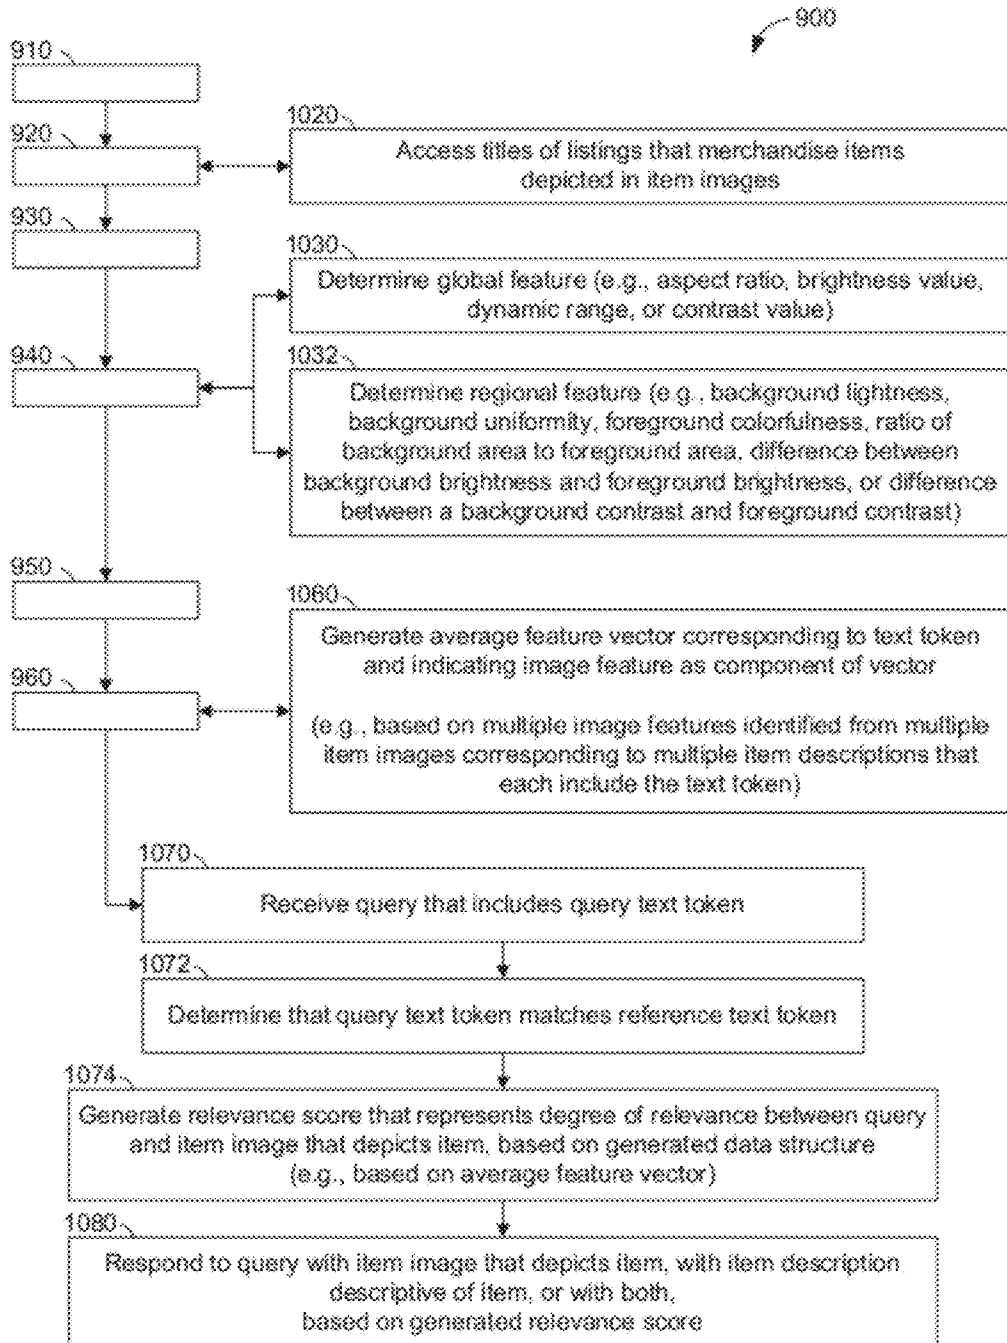 900
910
920
1020
Access titles of listings that merchandise items
depicted in item images
930
1030
Determine global feature (e.g., aspect ratio, brightness value,
dynamic range, or contrast value)
940
1032
Determine regional feature (e.g., background lightness,
background uniformity, foreground colorfulness, ratio of
background area to foreground area, difference between
background brightness and foreground brightness, or difference
between a background contrast and foreground contrast)
950
1060
Generate average feature vector corresponding to text token
and indicating image feature as component of vector
960
(e.g., based on multiple image features identified from multiple
item images corresponding to multiple item descriptions that
each include the text token)
1070
Receive query that includes query text token
1072
Determine that query text token matches reference text token
1074
Generate relevance score that represents degree of relevance between query
and item image that depicts item, based on generated data structure
(e.g., based on average feature vector)
1080
Respond to query with item image that depicts item, with item description
descriptive of item, or with both,
based on generated relevance score